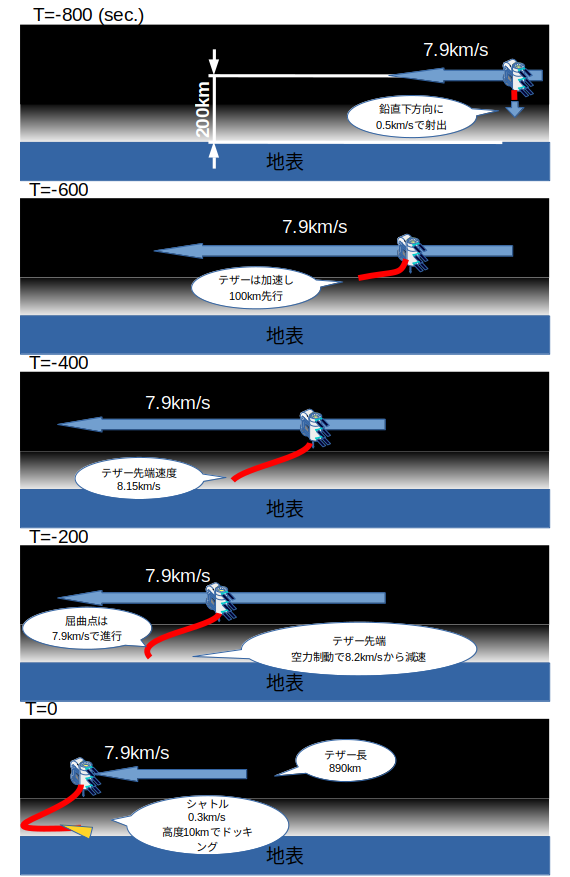 T=-800 (sec.)
7.9km/s
200km
鉛直下方向に
0.5km/sで射出
地表
T=-600
7.9km/s
テザーは加速し
100km先行
地表
T=-400
7.9km/s
テザー先端速度
8.15km/s
地表
T=-200
7.9km/s
屈曲点は
7.9km/sで進行
テザー先端
空力制動で8.2km/sから減速
地表
T=0
7.9km/s
テザー長
890km
シャトル
0.3km/s
高度10kmでドッキ
ング
地表